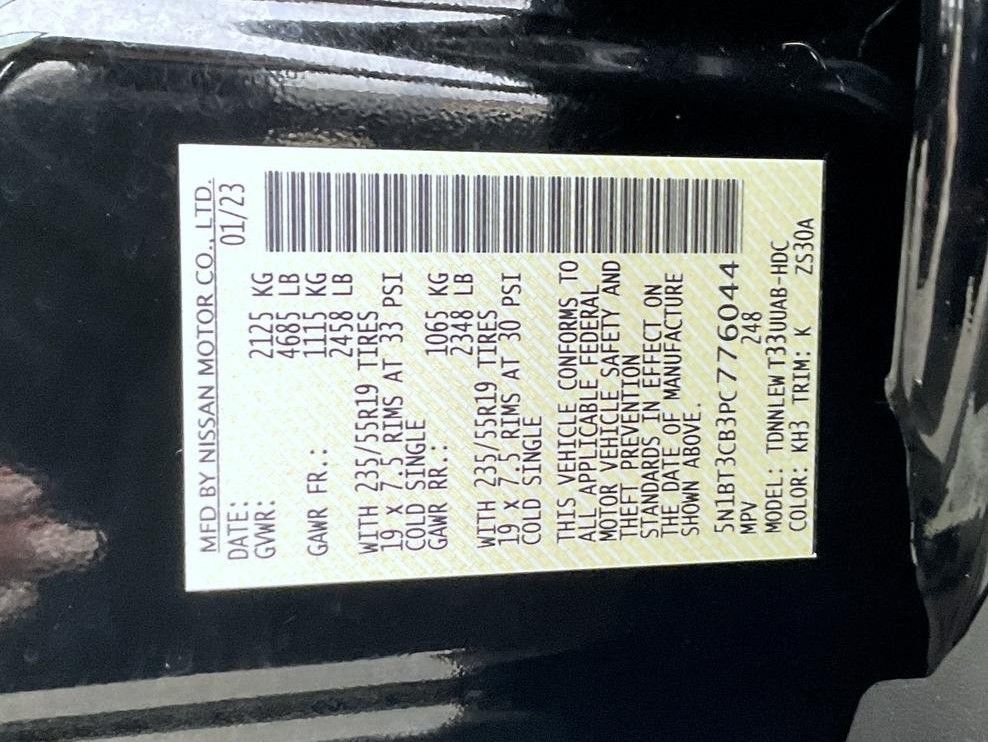 MFD BY NISSAN MOTOR CO., LTD.
DATE: 01/23
GVWR: 2125 KG
4685 LB
GAWR FR.: 1115 KG
2458 LB
WITH 235/55R19 TIRES
19 X 7.5 RIMS AT 33 PSI
COLD SINGLE
GAWR RR.: 1065 KG
2348 LB
WITH 235/55R19 TIRES
19 X 7.5 RIMS AT 30 PSI
COLD SINGLE
THIS VEHICLE CONFORMS TO
ALL APPLICABLE FEDERAL
MOTOR VEHICLE SAFETY AND
THEFT PREVENTION
STANDARDS IN EFFECT ON
THE DATE OF MANUFACTURE
SHOWN ABOVE.
5N1BT3CB3PC776044
MPV 248
MODEL: TDNNLEWT33UUAB-HDC
COLOR: KH3 TRIM: K ZS30A